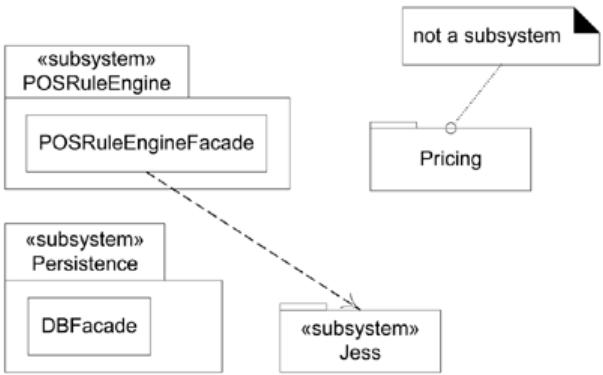 not a subsystem
«subsystem»
POSRuleEngine
POSRuleEngineFacade
Pricing
«subsystem»
Persistence
DBFacade
«subsystem»
Jess